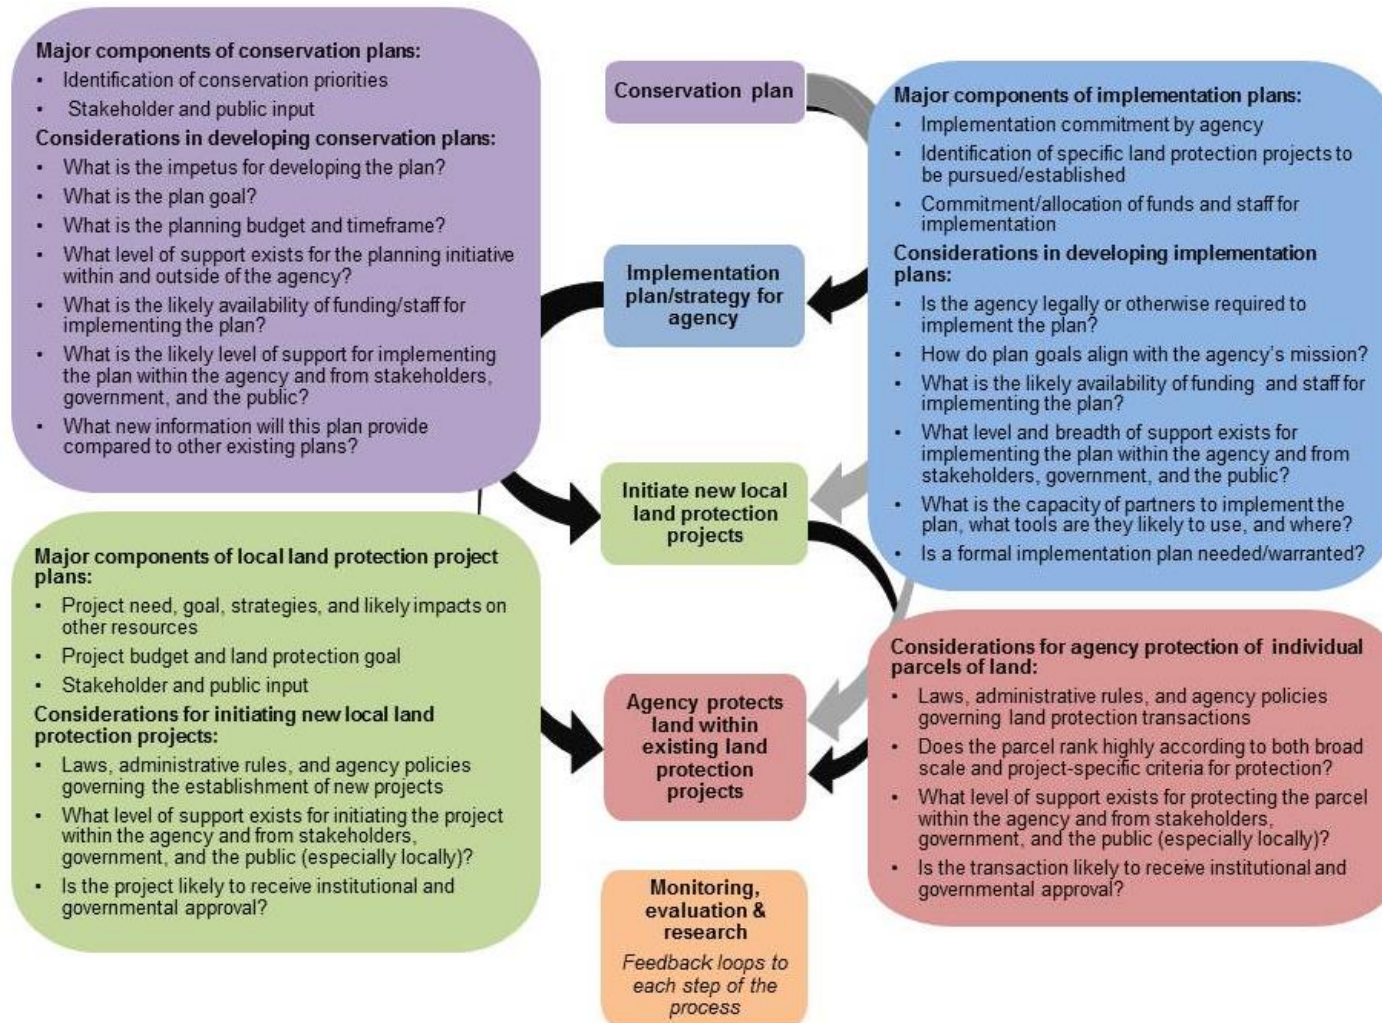 Major components of conservation plans:
• Identification of conservation priorities
• Stakeholder and public input
Considerations in developing conservation plans:
• What is the impetus for developing the plan?
• What is the plan goal?
• What is the planning budget and timeframe?
• What level of support exists for the planning initiative
within and outside of the agency?
• What is the likely availability of funding/staff for
implementing the plan?
• What is the likely level of support for implementing
the plan within the agency and from stakeholders,
government, and the public?
• What new information will this plan provide
compared to other existing plans?
Conservation plan
Major components of implementation plans:
• Implementation commitment by agency
• Identification of specific land protection projects to
be pursued/established
• Commitment/allocation of funds and staff for
implementation
Considerations in developing implementation
plans:
• Is the agency legally or otherwise required to
implement the plan?
• How do plan goals align with the agency's mission?
• What is the likely availability of funding and staff for
implementing the plan?
• What level and breadth of support exists for
implementing the plan within the agency and from
stakeholders, government, and the public?
• What is the capacity of partners to implement the
plan, what tools are they likely to use, and where?
• Is a formal implementation plan needed/warranted?
Implementation
plan/strategy for
agency
Initiate new local
land protection
projects
Major components of local land protection project
plans:
• Project need, goal, strategies, and likely impacts on
other resources
• Project budget and land protection goal
• Stakeholder and public input
Considerations for initiating new local land
protection projects:
• Laws, administrative rules, and agency policies
governing the establishment of new projects
• What level of support exists for initiating the project
within the agency and from stakeholders,
government, and the public (especially locally)?
• Is the project likely to receive institutional and
governmental approval?
Agency protects
land within
existing land
protection
projects
Considerations for agency protection of individual
parcels of land:
• Laws, administrative rules, and agency policies
governing land protection transactions
• Does the parcel rank highly according to both broad
scale and project-specific criteria for protection?
• What level of support exists for protecting the parcel
within the agency and from stakeholders,
government, and the public (especially locally)?
• Is the transaction likely to receive institutional and
governmental approval?
Monitoring,
evaluation &
research
Feedback loops to
each step of the
process